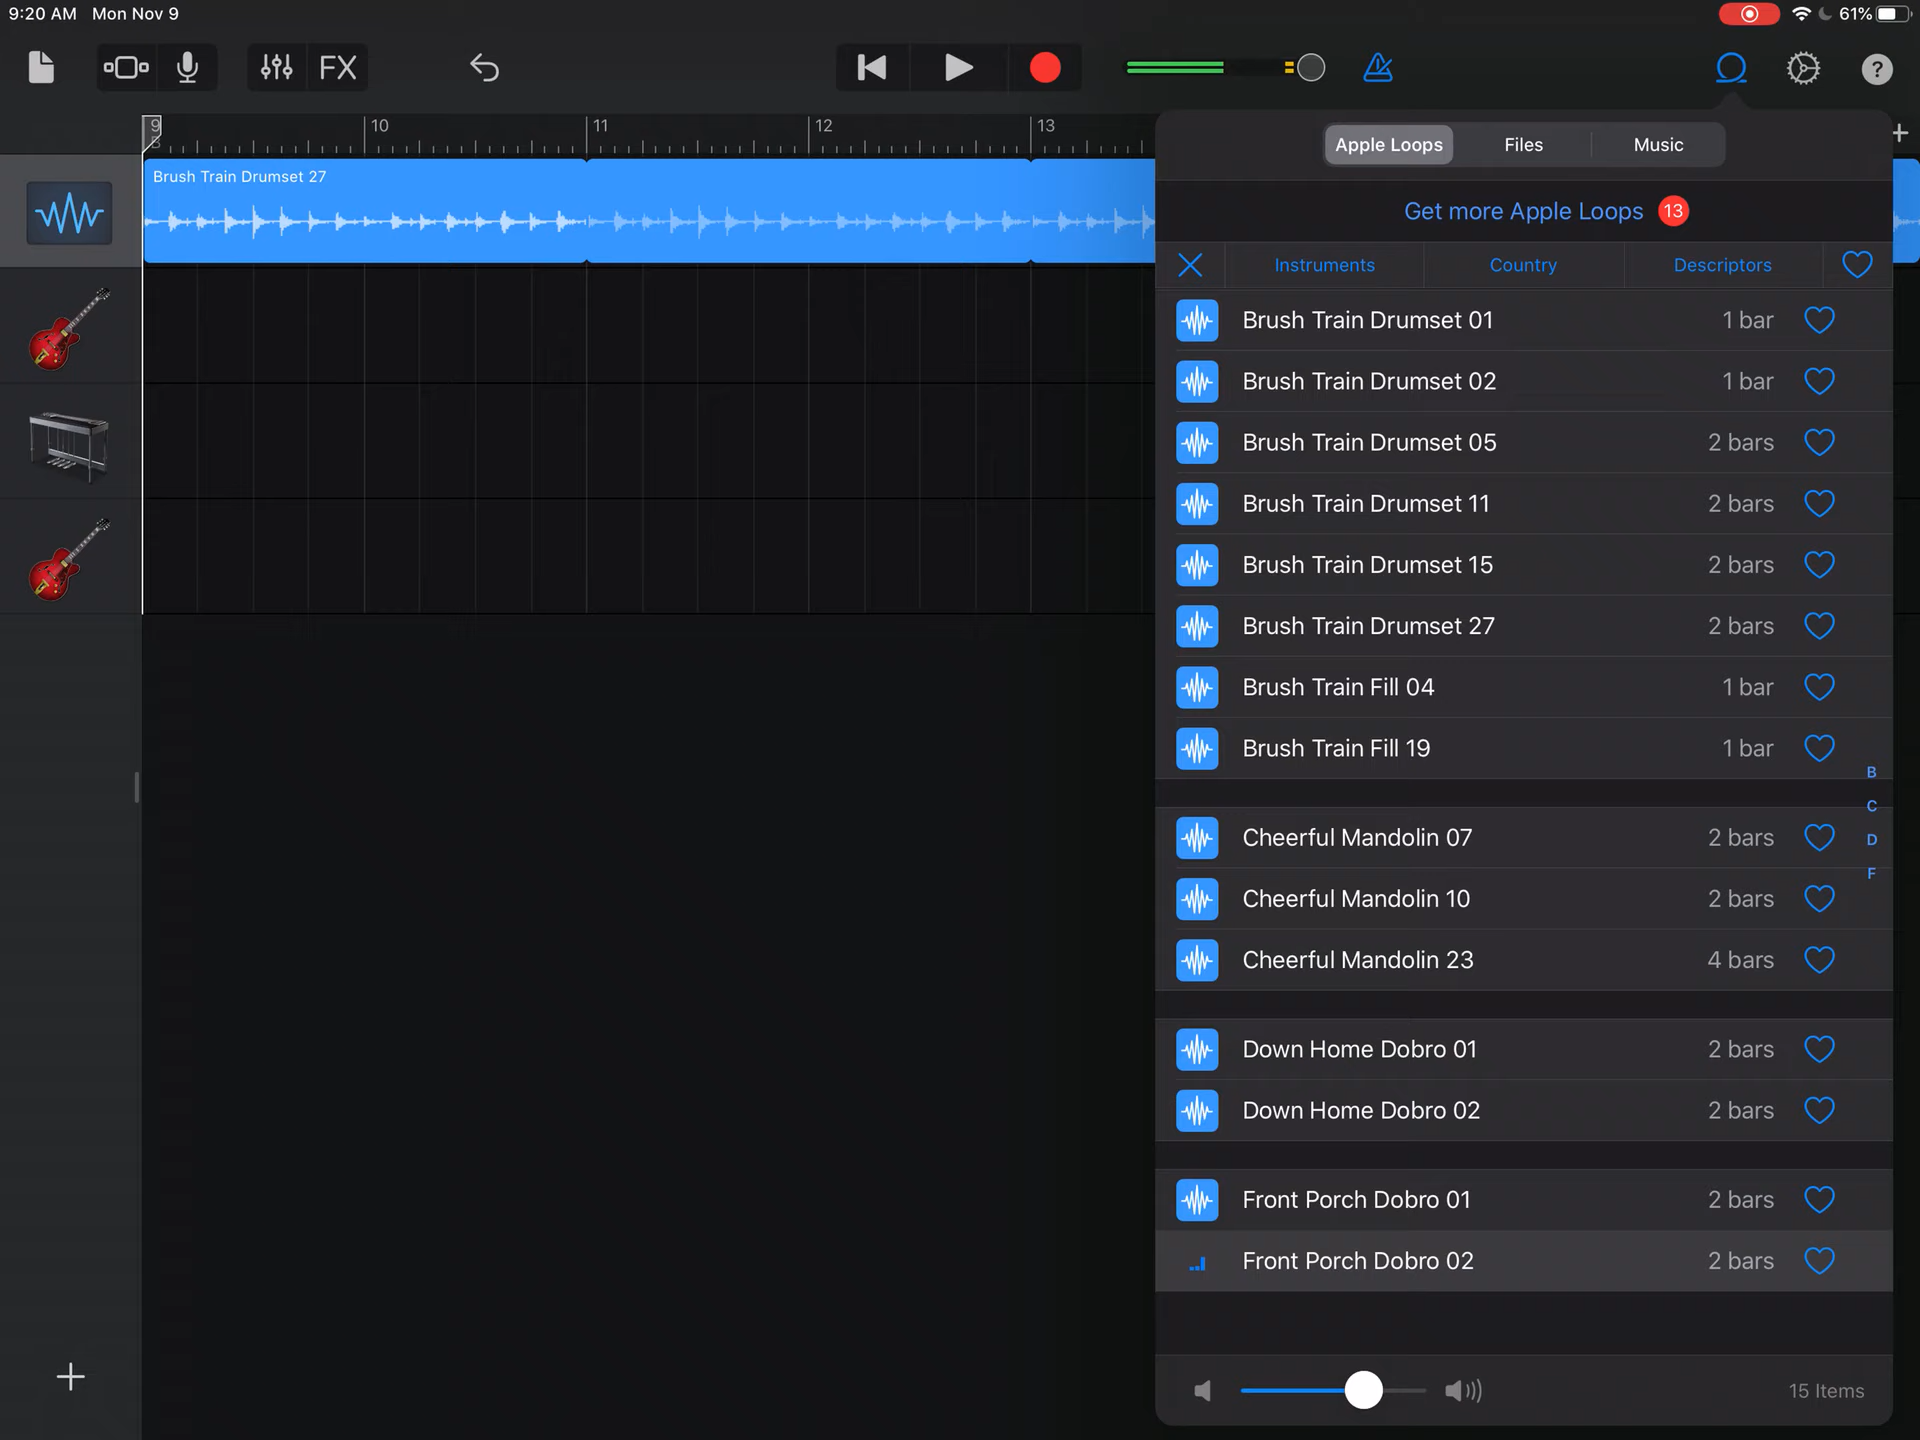 9:20 AM Mon Nov 9
61%
FX
?
9
10
11
12
13
Brush Train Drumset 27
Apple Loops
Files
Music
Get more Apple Loops 13
Instruments
Country
Descriptors
Brush Train Drumset 01 1 bar
Brush Train Drumset 02 1 bar
Brush Train Drumset 05 2 bars
Brush Train Drumset 11 2 bars
Brush Train Drumset 15 2 bars
Brush Train Drumset 27 2 bars
Brush Train Fill 04 1 bar
Brush Train Fill 19 1 bar
B
C
D
F
Cheerful Mandolin 07 2 bars
Cheerful Mandolin 10 2 bars
Cheerful Mandolin 23 4 bars
Down Home Dobro 01 2 bars
Down Home Dobro 02 2 bars
Front Porch Dobro 01 2 bars
Front Porch Dobro 02 2 bars
15 Items